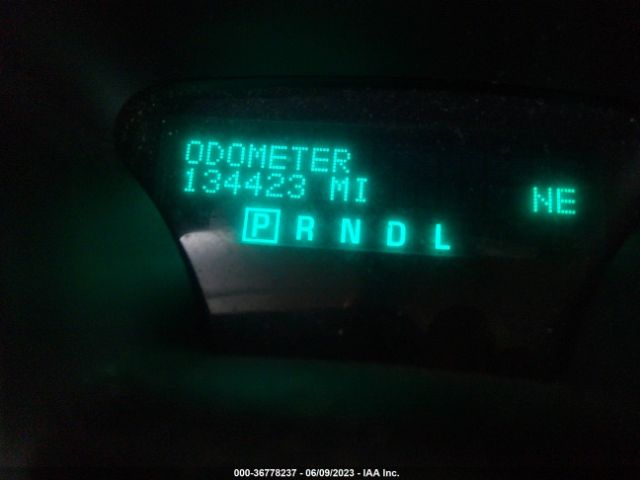 ODOMETER
134423 MI
NE
P R N D L
000-36778237 - 06/09/2023 - IAA Inc.